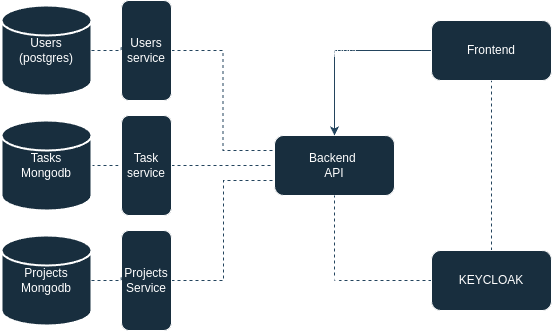 Users
(postgres)
Users
service
Frontend
Tasks
Mongodb
Task
service
Backend
API
Projects
Mongodb
Projects
Service
KEYCLOAK